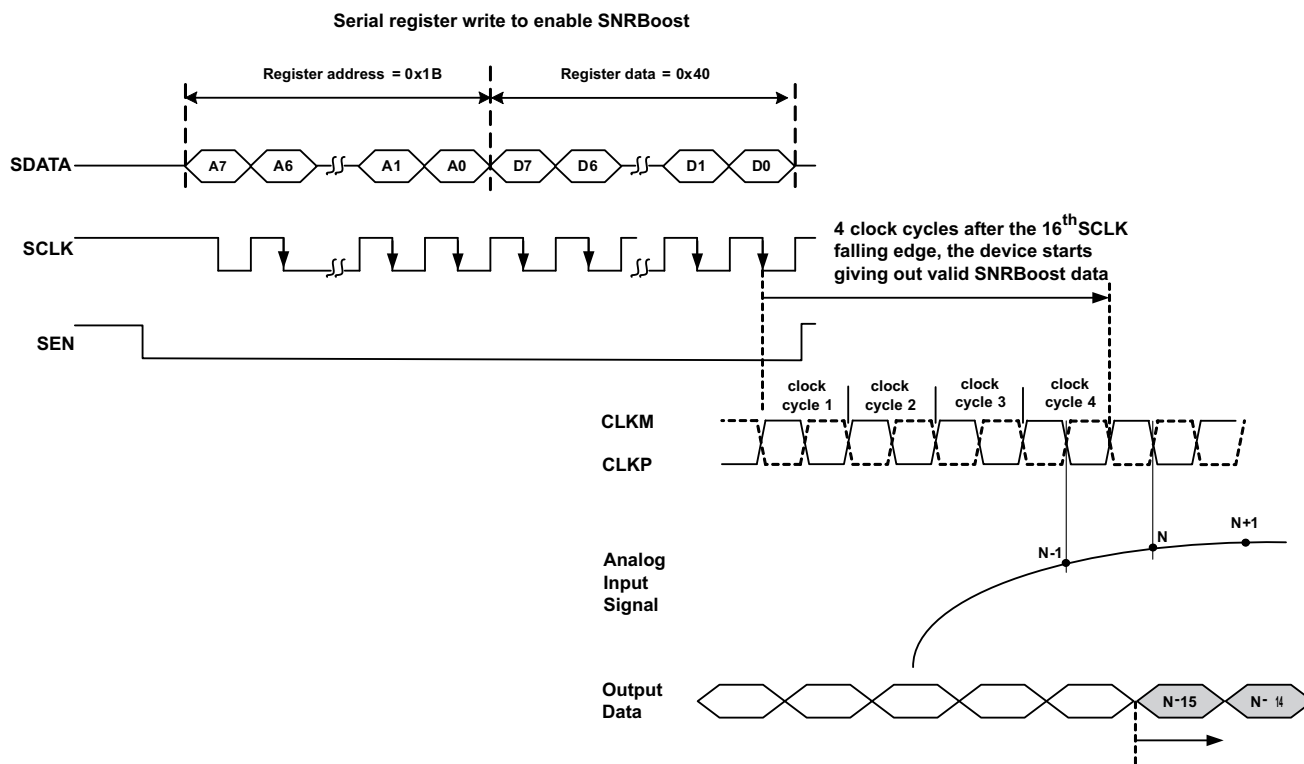 Serial register write to enable SNRBoost
Register address = 0x1B
Register data = 0x40
SDATA
A7
A6
A1
A0
D7
D6
D1
D0
SCLK
4 clock cycles after the 16th SCLK
falling edge, the device starts
giving out valid SNRBoost data
SEN
clock
cycle 1
clock
cycle 2
clock
cycle 3
clock
cycle 4
CLKM
CLKP
Analog
Input
Signal
N-1
N
N+1
Output
Data
N-15
N- 14